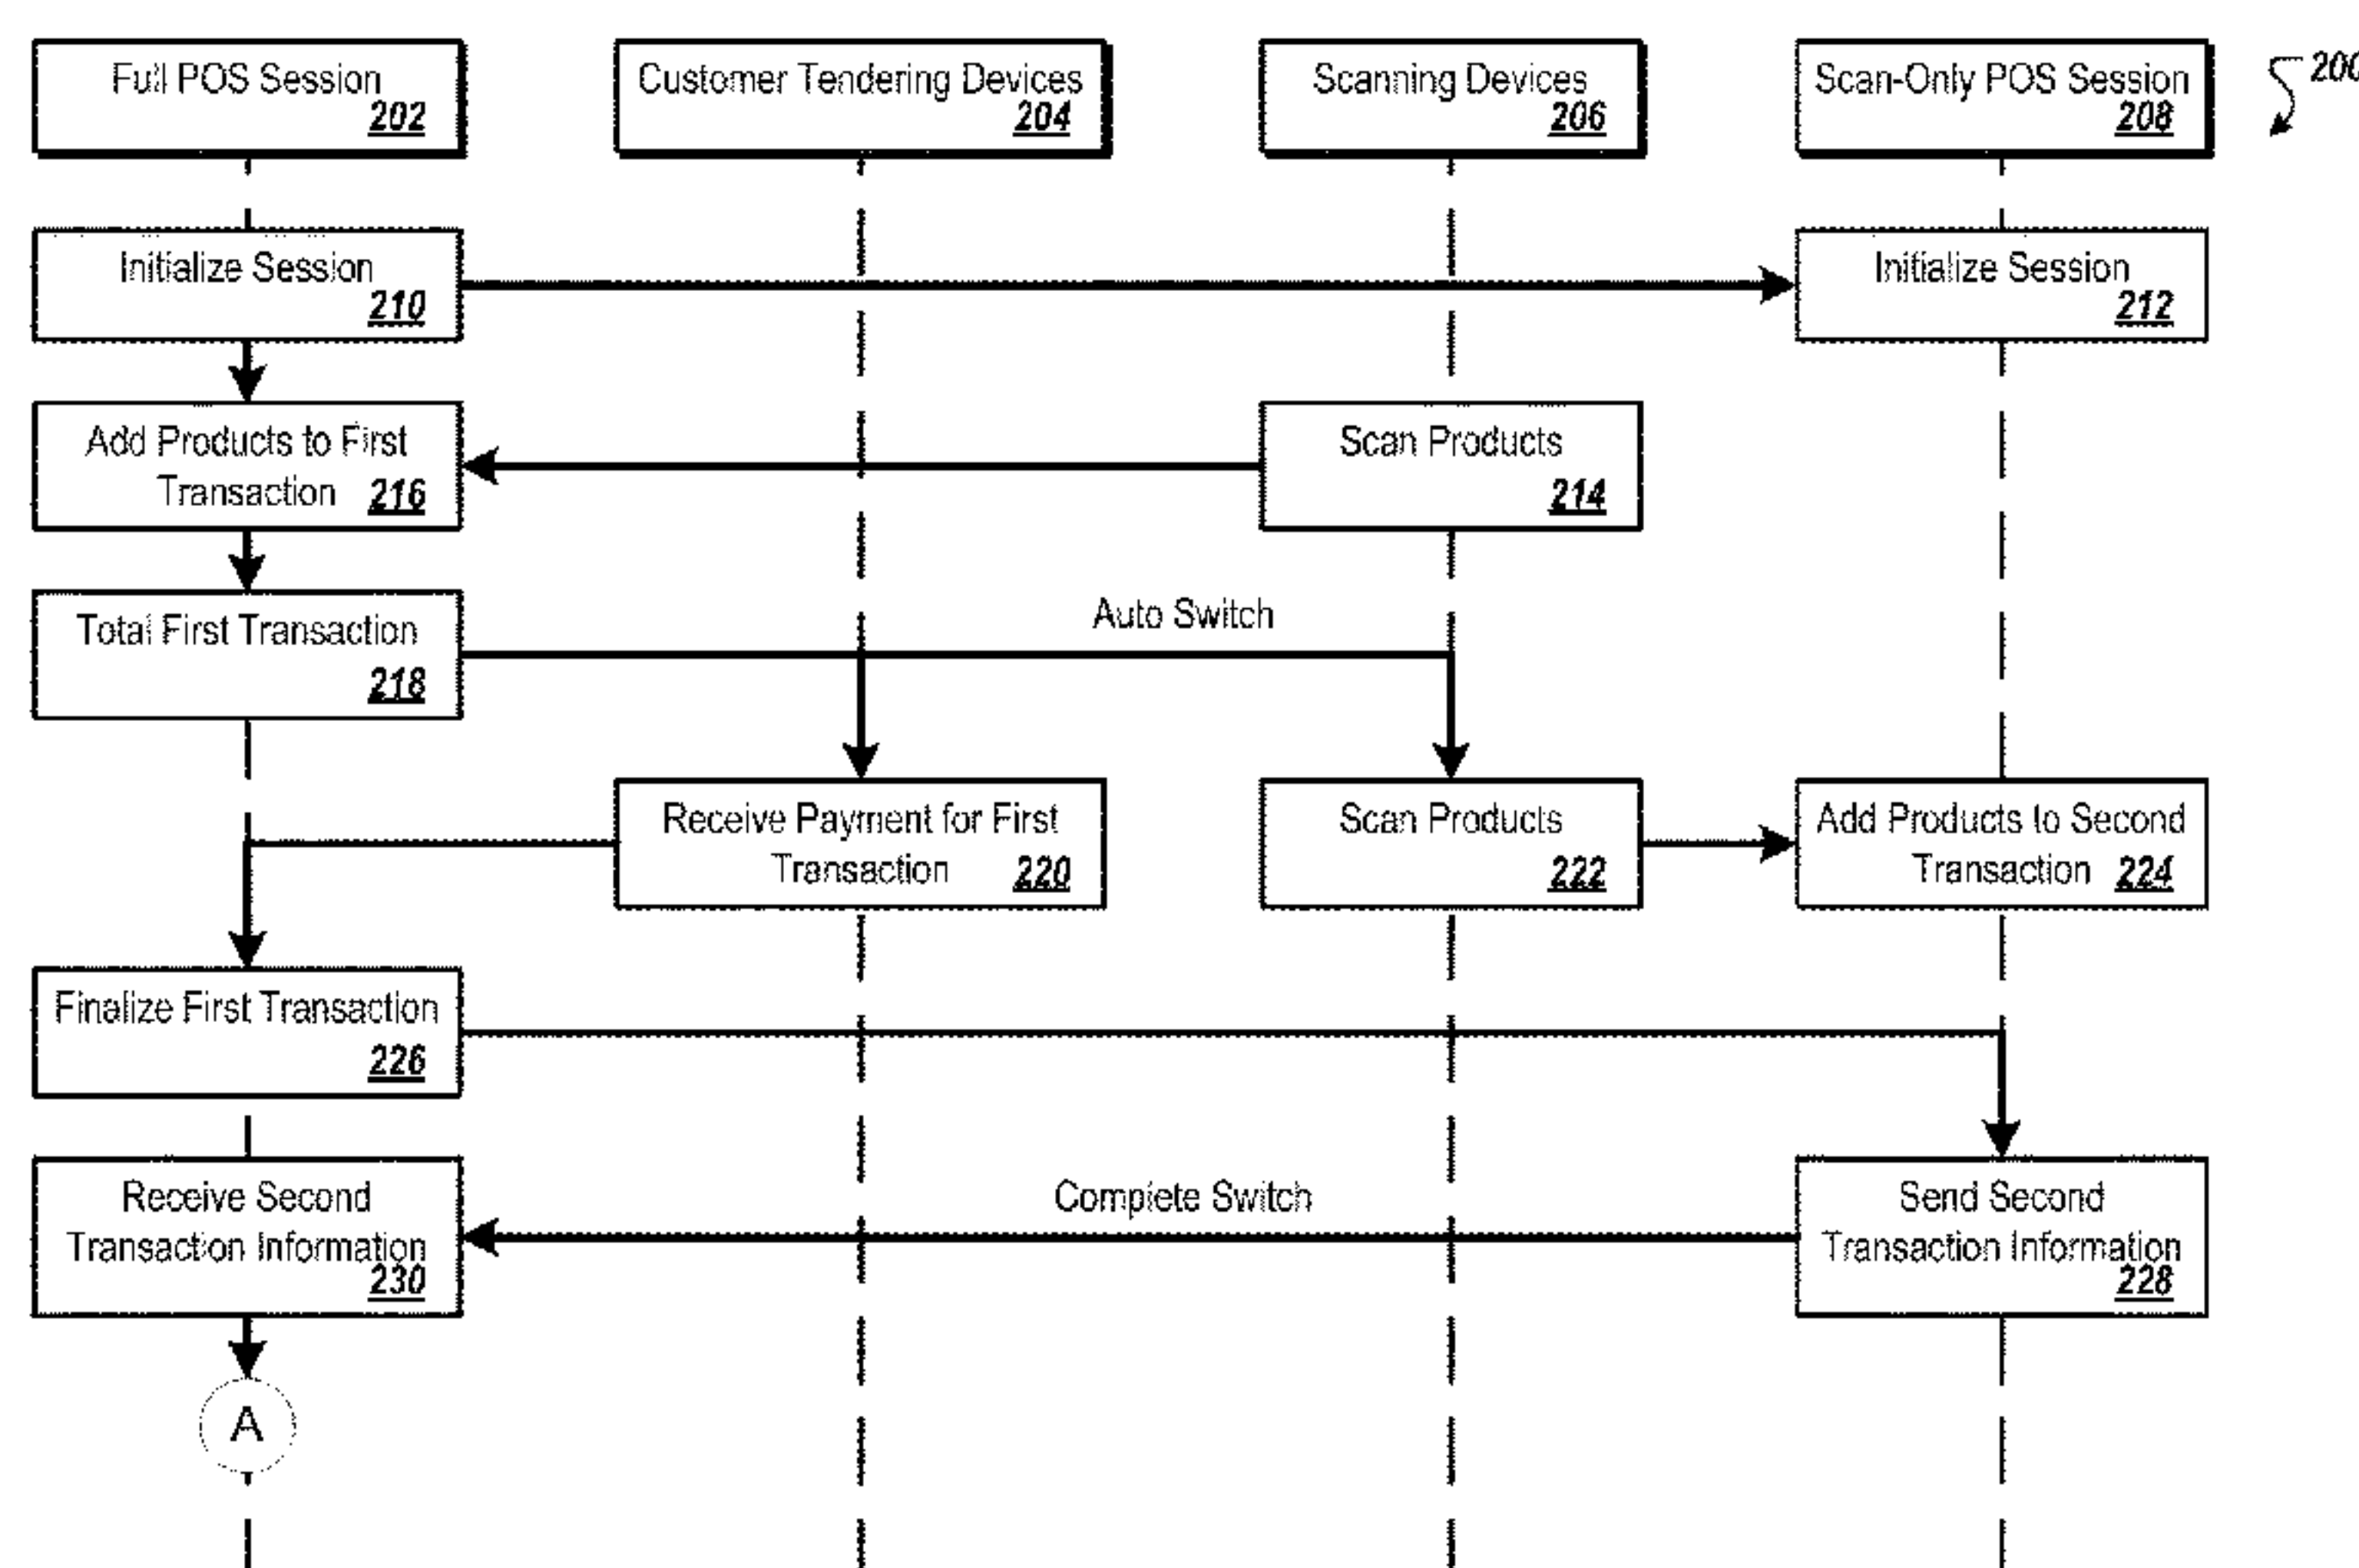 Full POS Session
202
Customer Tendering Devices
204
Scanning Devices
206
Scan-Only POS Session
208
200
Initialize Session
210
Initialize Session
212
Add Products to First
Transaction 216
Scan Products
214
Total First Transaction
218
Auto Switch
Receive Payment for First
Transaction 220
Scan Products
222
Add Products to Second
Transaction 224
Finalize First Transaction
226
Receive Second
Transaction Information
230
Complete Switch
Send Second
Transaction Information
228
A